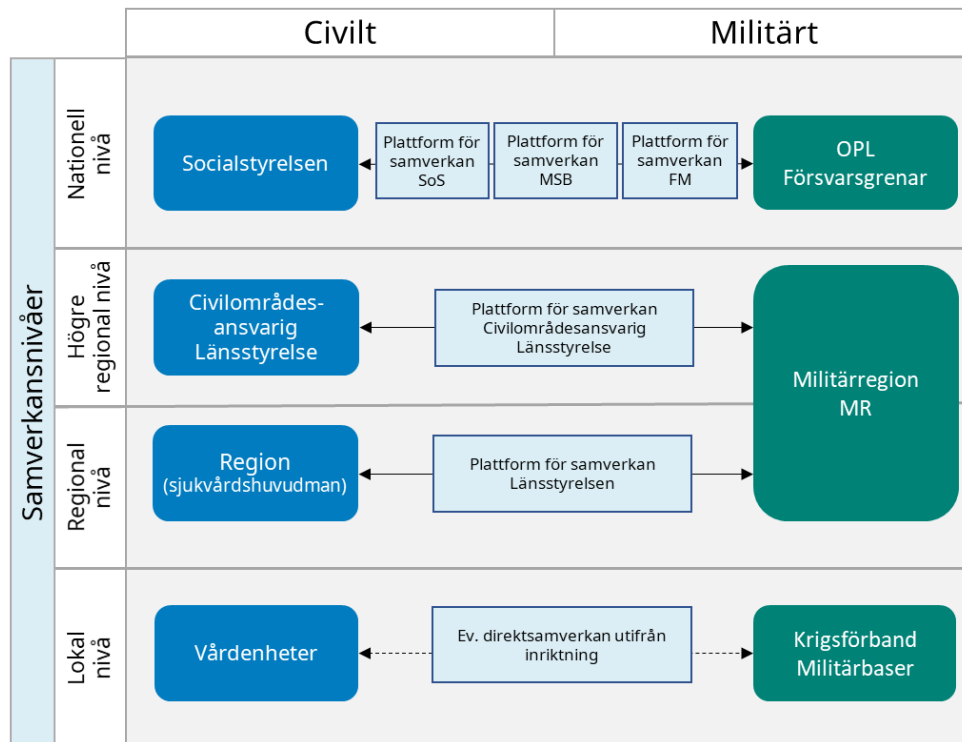 Civilt
Militärt
Samverkansnivåer
Nationell
nivå
Socialstyrelsen
Plattform för
samverkan
SoS
Plattform för
samverkan
MSB
Plattform för
samverkan
FM
OPL
Försvarsgrenar
Högre
regional nivå
Civilområdes-
ansvarig
Länsstyrelse
Plattform för samverkan
Civilområdesansvarig
Länsstyrelse
Militärregion
MR
Regional
nivå
Region
(sjukvårdshuvudman)
Plattform för samverkan
Länsstyrelsen
Lokal
nivå
Vårdenheter
Ev. direktsamverkan utifrån
inriktning
Krigsförband
Militärbaser